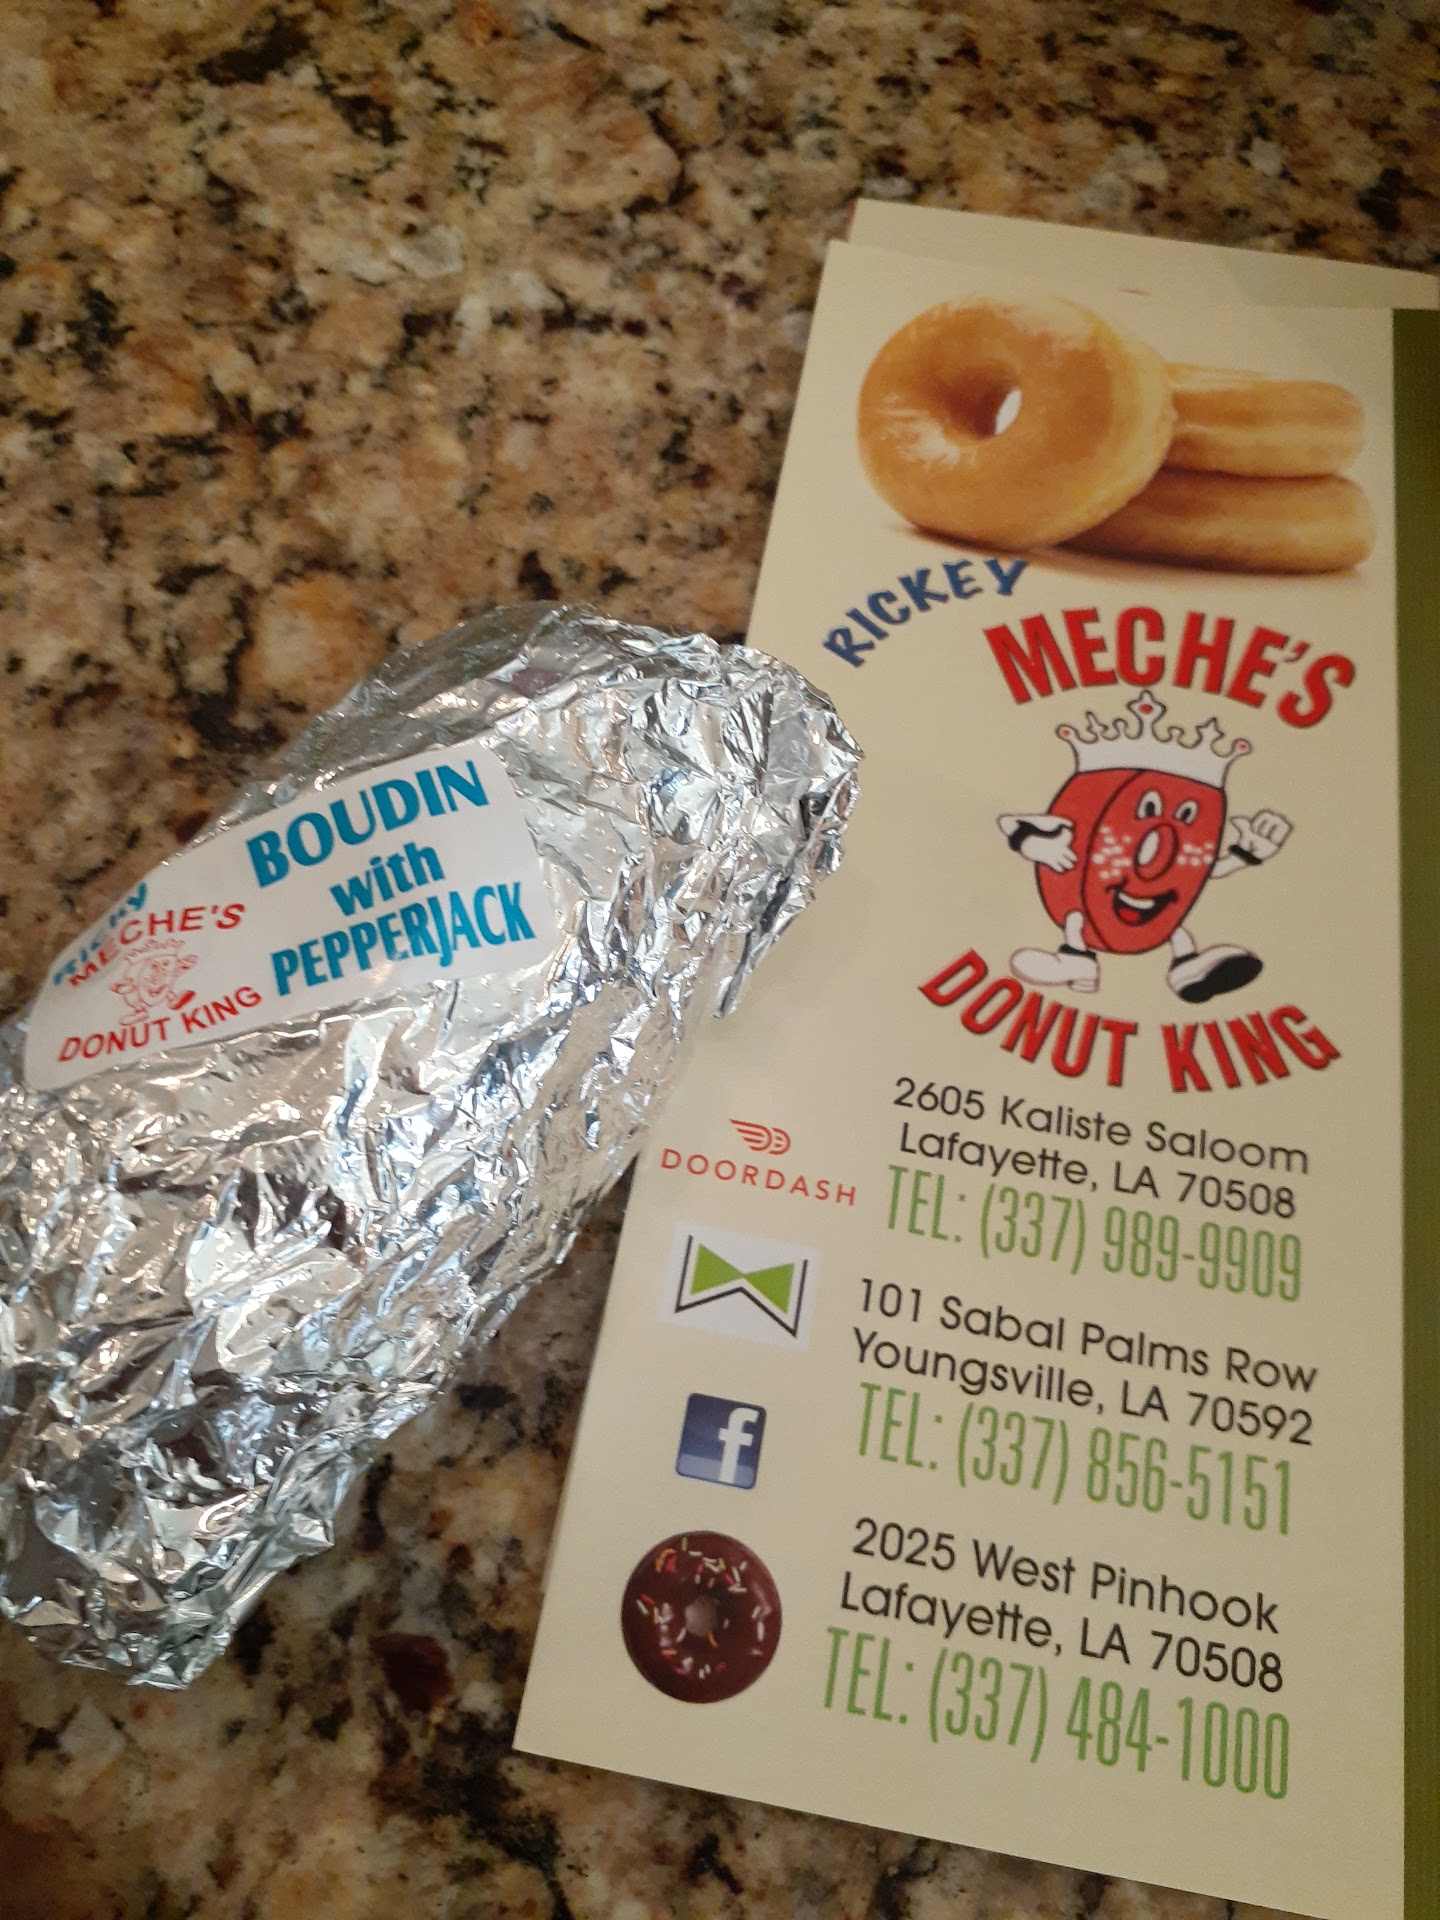 BOUDIN
with
PEPPERJACK
Rickey
MECHE'S
DONUT KING
RICKEY
MECHE'S
DONUT KING
2605 Kaliste Saloom
Lafayette, LA 70508
TEL: (337) 989-9909
DOORDASH
101 Sabal Palms Row
Youngsville, LA 70592
TEL: (337) 856-5151
f
2025 West Pinhook
Lafayette, LA 70508
TEL: (337) 484-1000